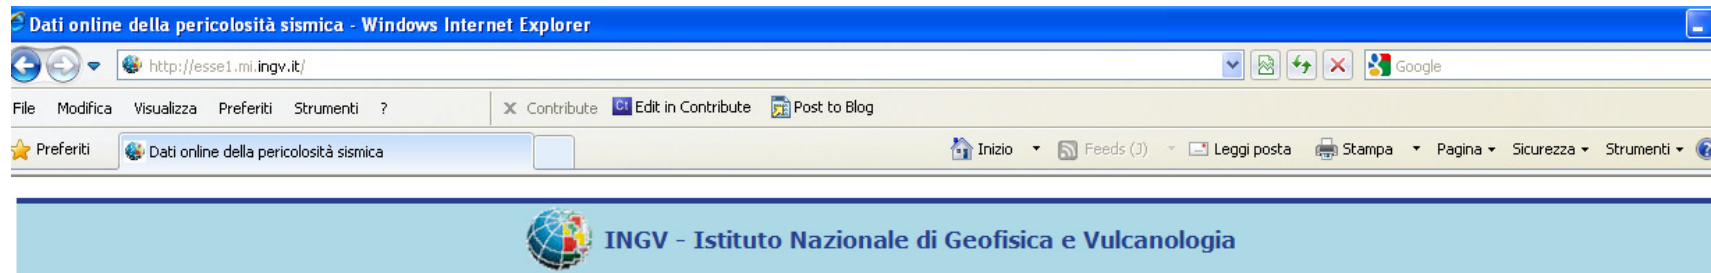 Dati online della pericolosità sismica - Windows Internet Explorer
http://esse1.mi.ingv.it/ Google
File Modifica Visualizza Preferiti Strumenti ? x Contribute Ct Edit in Contribute Post to Blog
Preferiti Dati online della pericolosità sismica Inizio Feeds (J) Leggi posta Stampa Pagina Sicurezza Strumenti ?
INGV - Istituto Nazionale di Geofisica e Vulcanologia